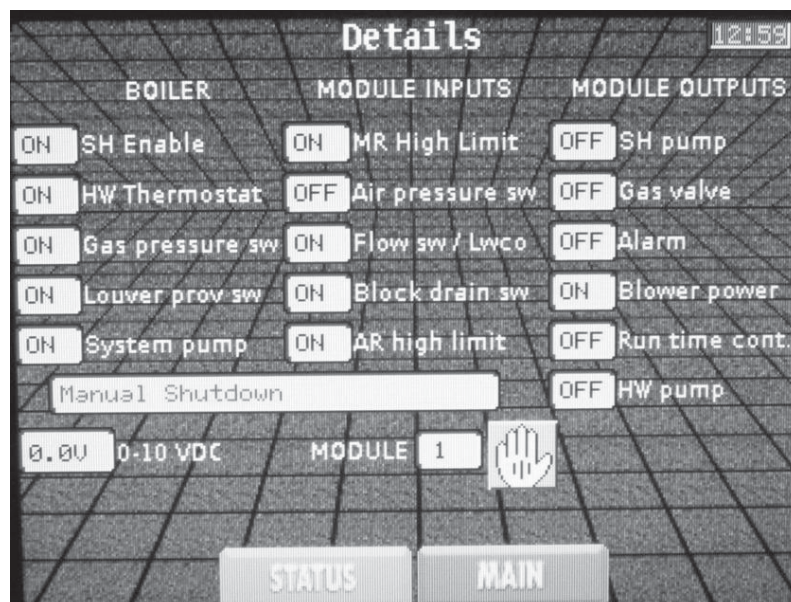 Details
12:59
BOILER MODULE INPUTS MODULE OUTPUTS
ON SH Enable ON MR High Limit OFF SH pump
ON HW Thermostat OFF Air pressure sw OFF Gas valve
ON Gas pressure sw ON Flow sw / Lwco OFF Alarm
ON Louver prov sw ON Block drain sw ON Blower power
ON System pump ON AR high limit OFF Run time cont.
Manual Shutdown OFF HW pump
0.0V 0-10 VDC MODULE 1
STATUS MAIN